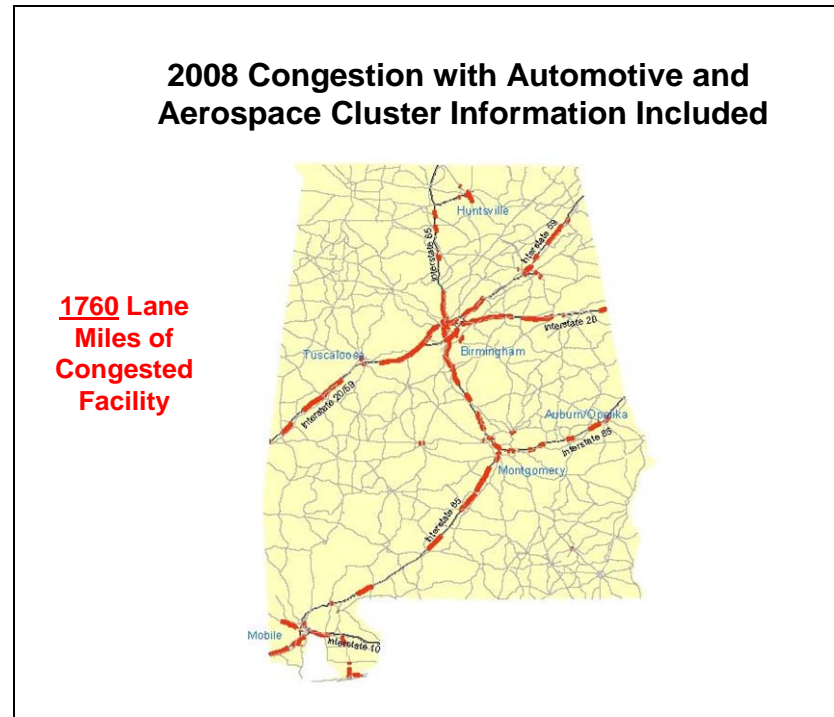 2008 Congestion with Automotive and
Aerospace Cluster Information Included
1760 Lane
Miles of
Congested
Facility
Huntsville
Interstate 65
Interstate 59
Interstate 20
Birmingham
Tuscaloosa
Interstate 20/59
Auburn/Opelika
Interstate 85
Montgomery
Interstate 65
Mobile
Interstate 10